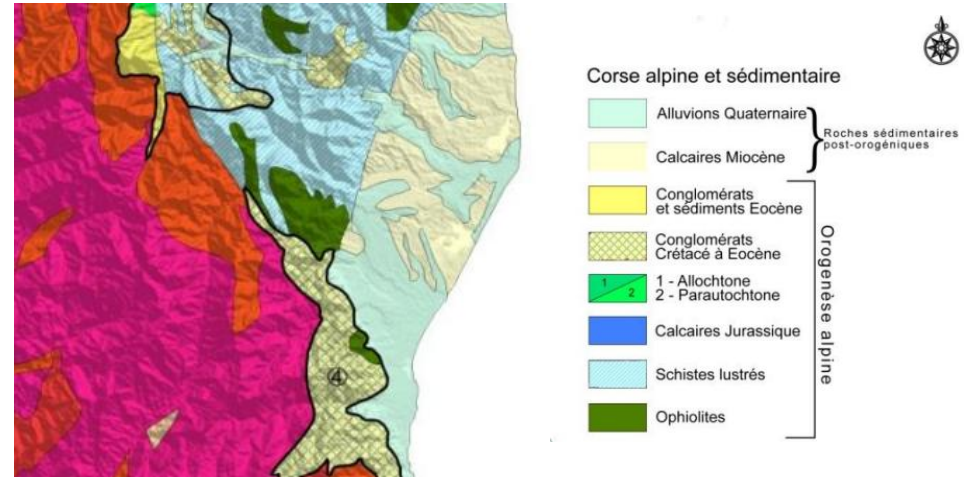 Corse alpine et sédimentaire
Alluvions Quaternaire
Calcaires Miocène
Roches sédimentaires
post-orogéniques
Conglomérats
et sédiments Eocène
Conglomérats
Crétacé à Eocène
1
2
1 - Allochtone
2 - Parautochtone
Calcaires Jurassique
Schistes lustrés
Ophiolites
Orogenèse alpine
4